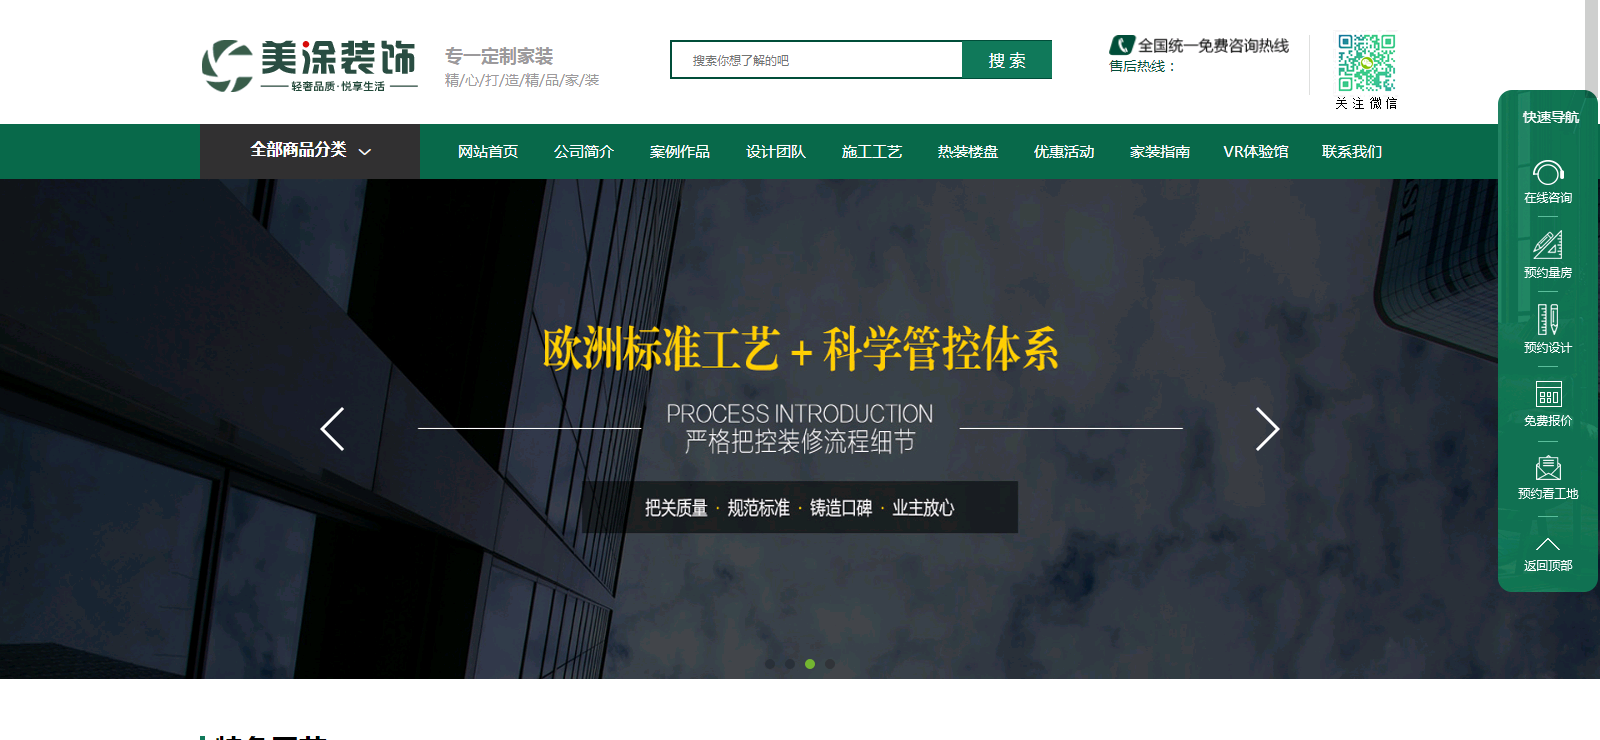 美涂装饰
轻奢品质·悦享生活
专一定制家装
精/心/打/造/精/品/家/装
搜索你想了解的吧
搜 索
全国统一免费咨询热线
售后热线：
关注微信
全部商品分类
网站首页
公司简介
案例作品
设计团队
施工工艺
热装楼盘
优惠活动
家装指南
VR体验馆
联系我们
欧洲标准工艺 + 科学管控体系
PROCESS INTRODUCTION
严格把控装修流程细节
把关质量 · 规范标准 · 铸造口碑 · 业主放心
快速导航
在线咨询
预约量房
预约设计
免费报价
预约看工地
返回顶部